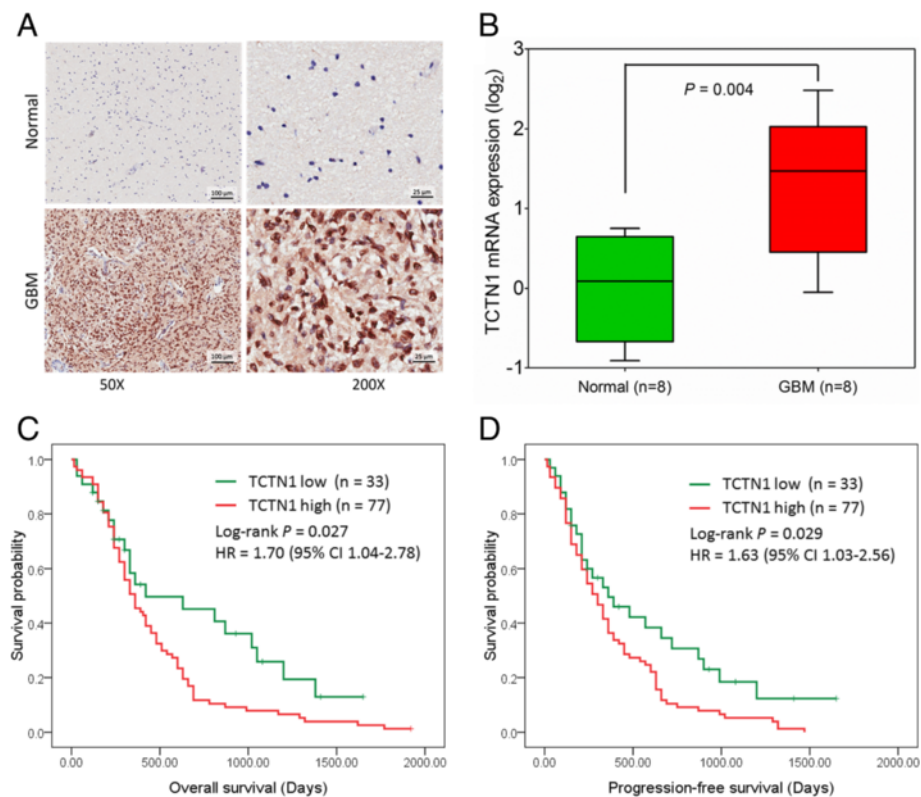 A
Normal
100 µm
25 µm
GBM
100 µm
25 µm
50X
200X
B
TCTN1 mRNA expression (log2)
3
2
1
0
-1
P = 0.004
Normal (n=8)
GBM (n=8)
C
Survival probability
1.0
0.8
0.6
0.4
0.2
0.0
TCTN1 low (n = 33)
TCTN1 high (n = 77)
Log-rank P = 0.027
HR = 1.70 (95% CI 1.04-2.78)
0.00 500.00 1000.00 1500.00 2000.00
Overall survival (Days)
D
Survival probability
1.0
0.8
0.6
0.4
0.2
0.0
TCTN1 low (n = 33)
TCTN1 high (n = 77)
Log-rank P = 0.029
HR = 1.63 (95% CI 1.03-2.56)
0.00 500.00 1000.00 1500.00 2000.00
Progression-free survival (Days)